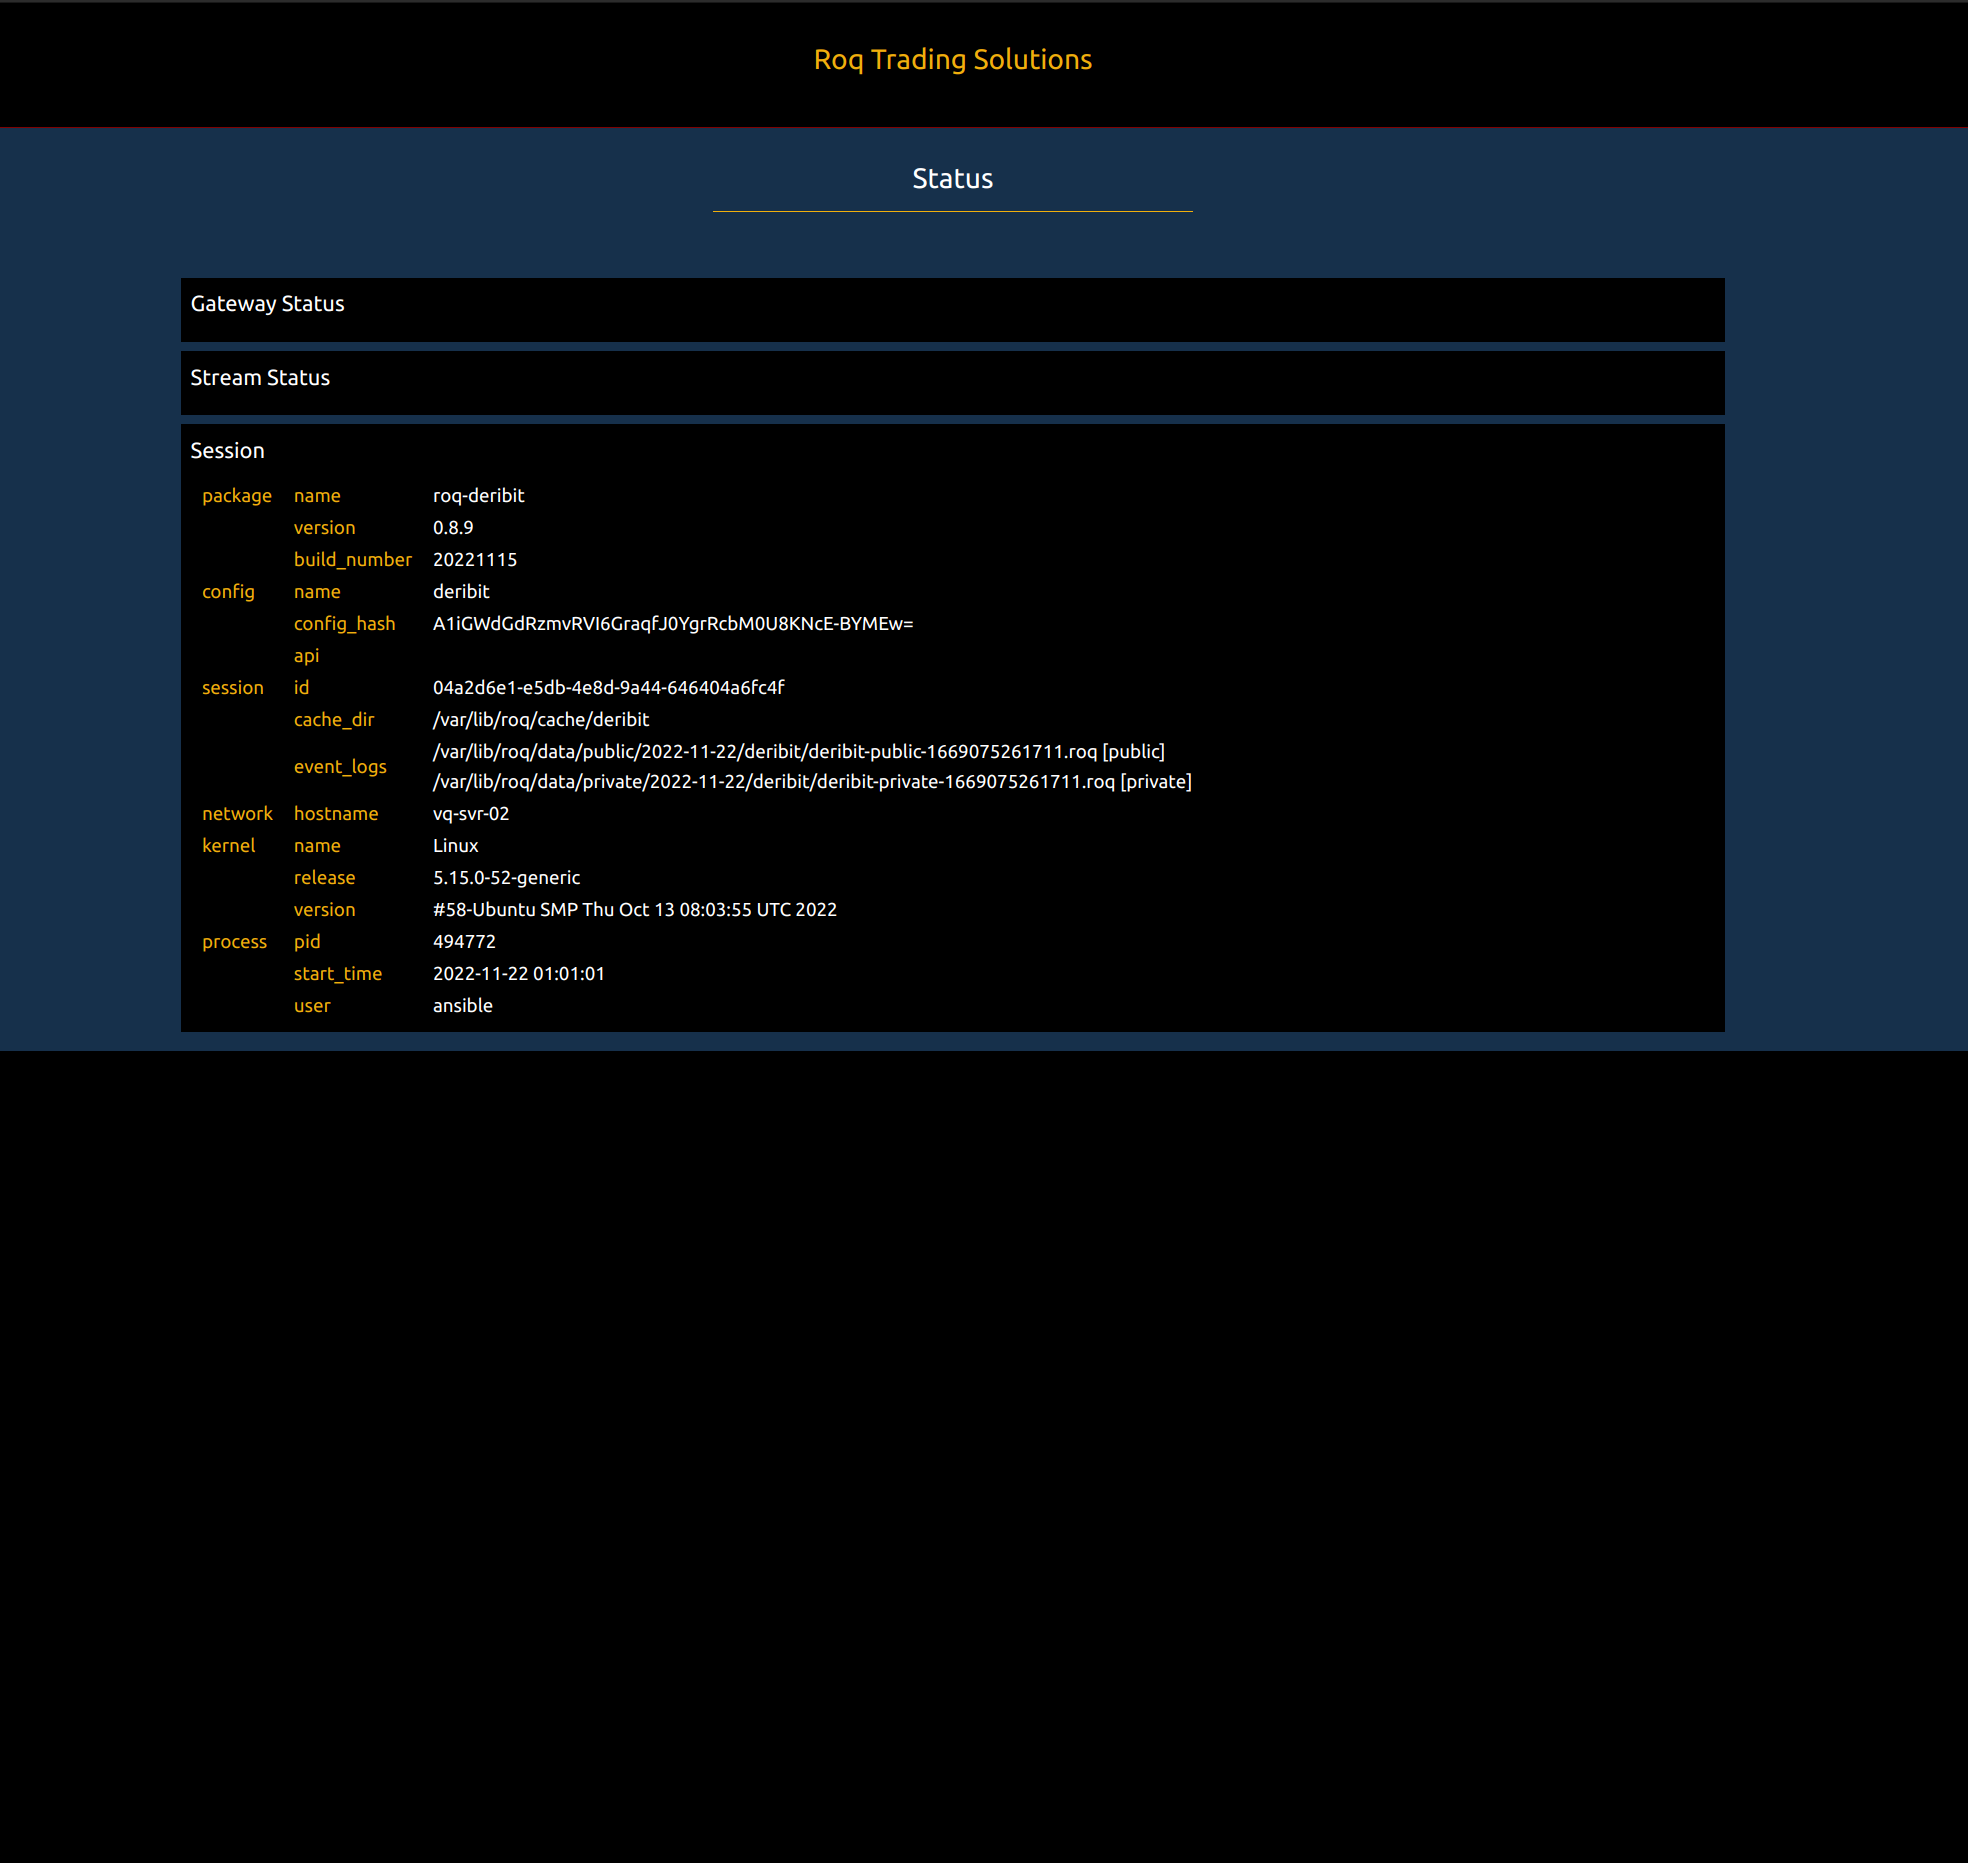 Roq Trading Solutions
Status
Gateway Status
Stream Status
Session
package name roq-deribit
version 0.8.9
build_number 20221115
config name deribit
config_hash A1iGWdGdRzmvRVI6GraqfJ0YgrRcbM0U8KNcE-BYMEw=
api
session id 04a2d6e1-e5db-4e8d-9a44-646404a6fc4f
cache_dir /var/lib/roq/cache/deribit
event_logs /var/lib/roq/data/public/2022-11-22/deribit/deribit-public-1669075261711.roq [public]
/var/lib/roq/data/private/2022-11-22/deribit/deribit-private-1669075261711.roq [private]
network hostname vq-svr-02
kernel name Linux
release 5.15.0-52-generic
version #58-Ubuntu SMP Thu Oct 13 08:03:55 UTC 2022
process pid 494772
start_time 2022-11-22 01:01:01
user ansible